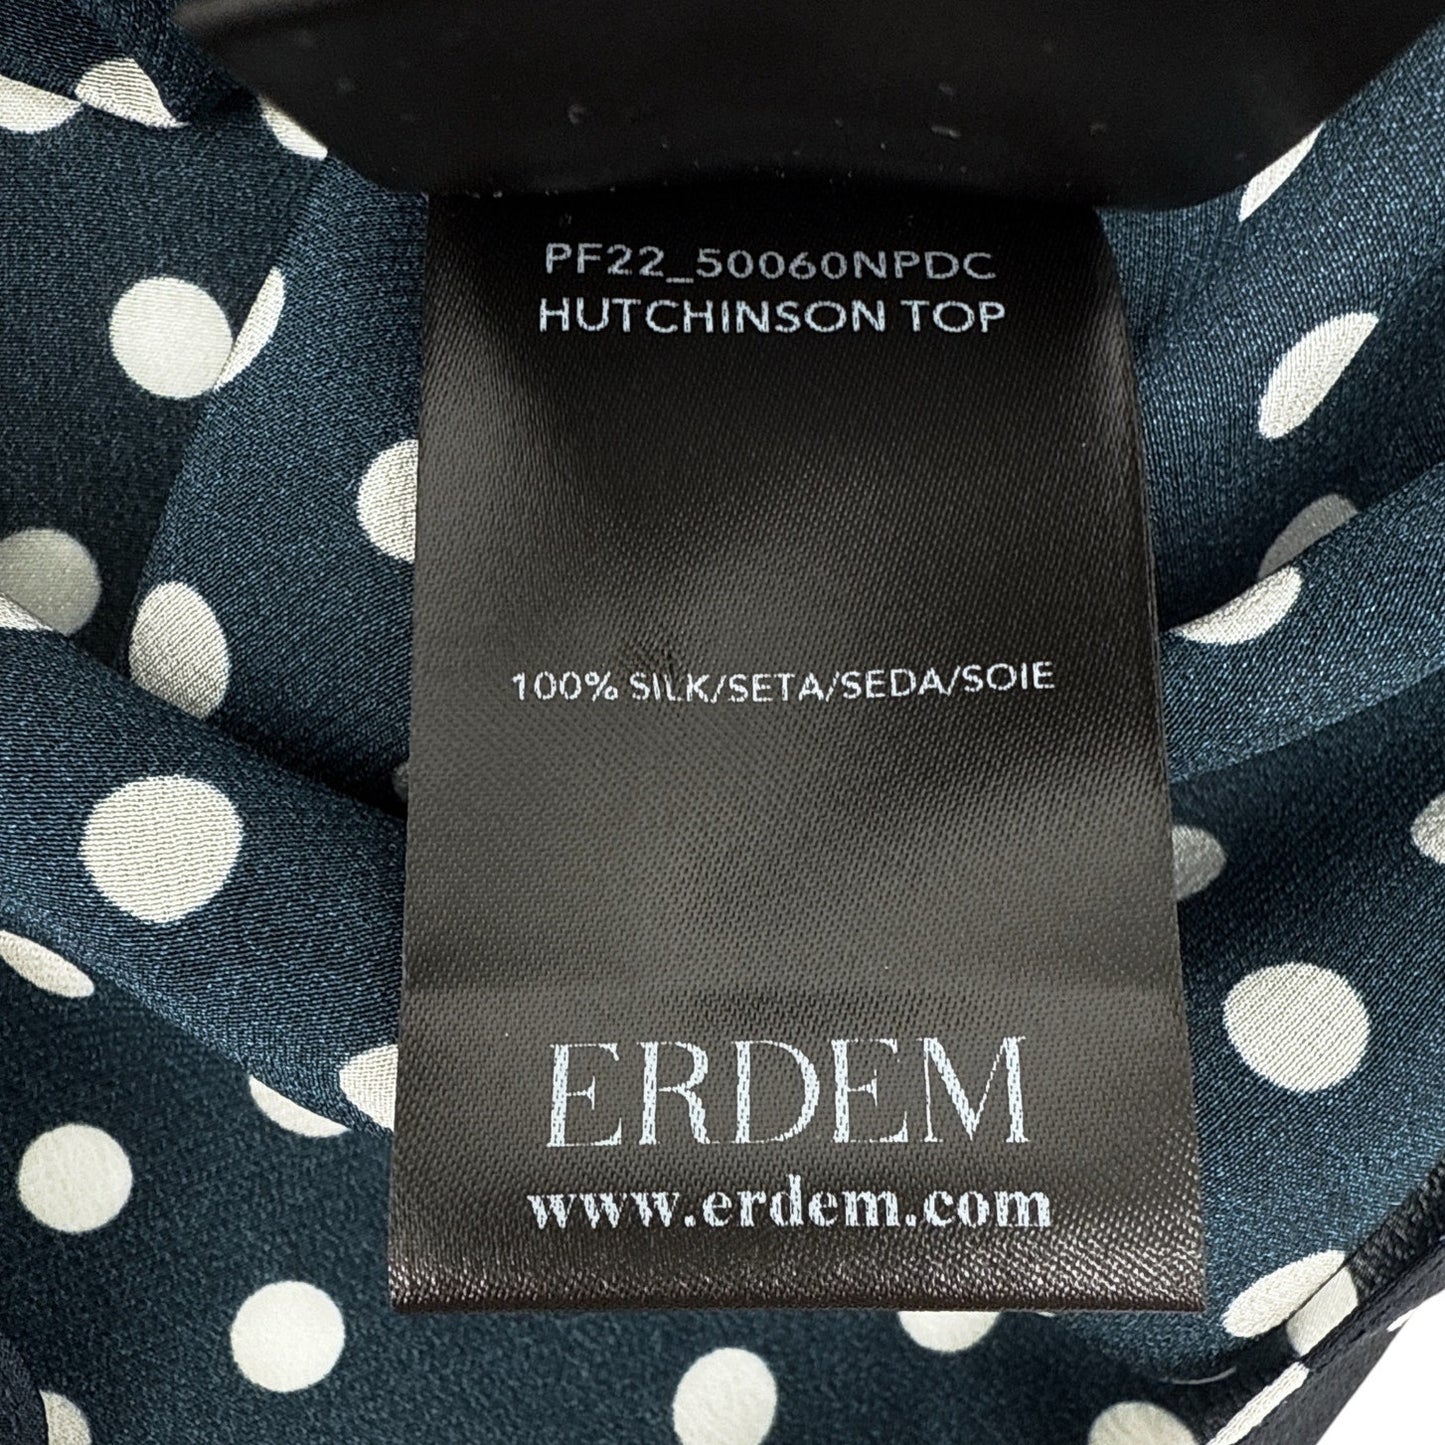 PF22_50060NPDC
HUTCHINSON TOP
100% SILK/SETA/SEDA/SOIE
ERDEM
www.erdem.com